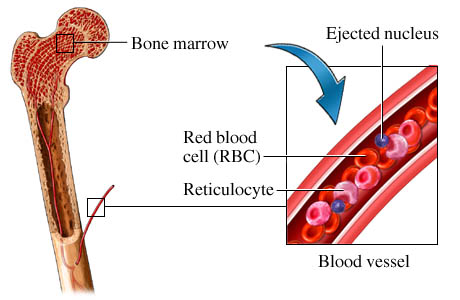 Ejected nucleus
Bone marrow
Red blood
cell (RBC)
Reticulocyte
Blood vessel